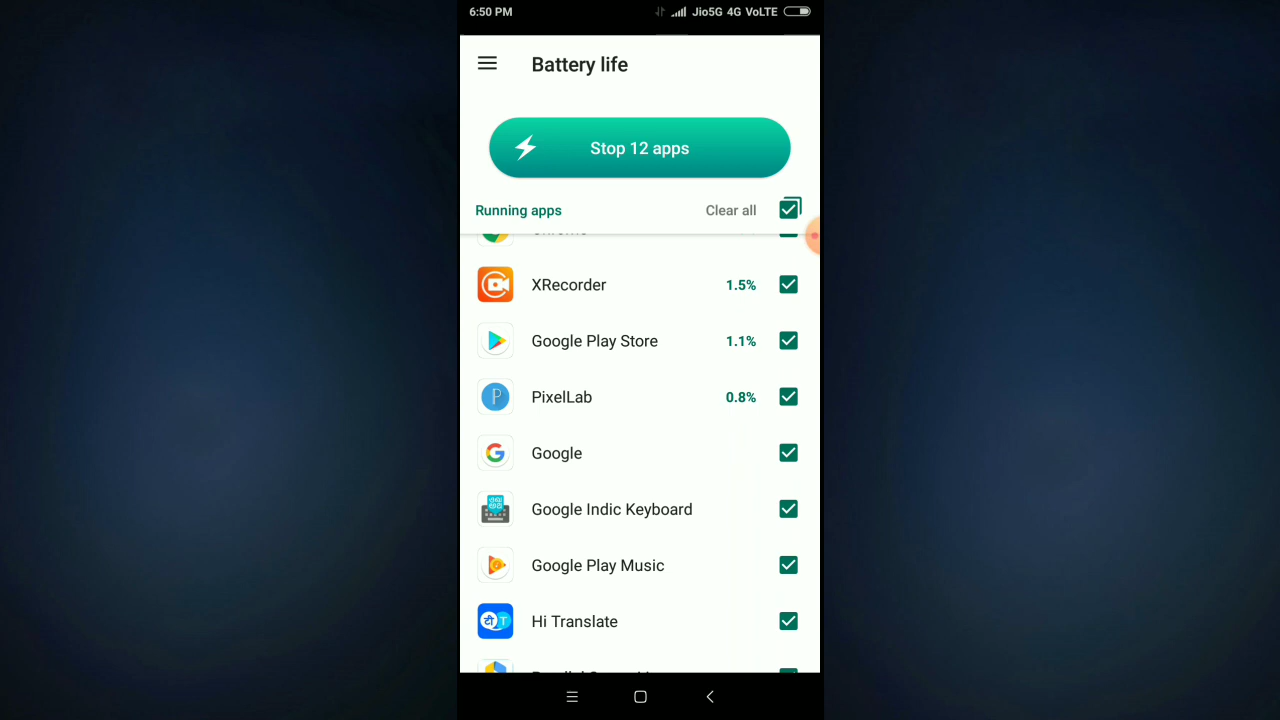 6:50 PM Jio5G 4G VoLTE
Battery life
Stop 12 apps
Running apps Clear all
XRecorder 1.5%
Google Play Store 1.1%
PixelLab 0.8%
Google
Google Indic Keyboard
Google Play Music
Hi Translate